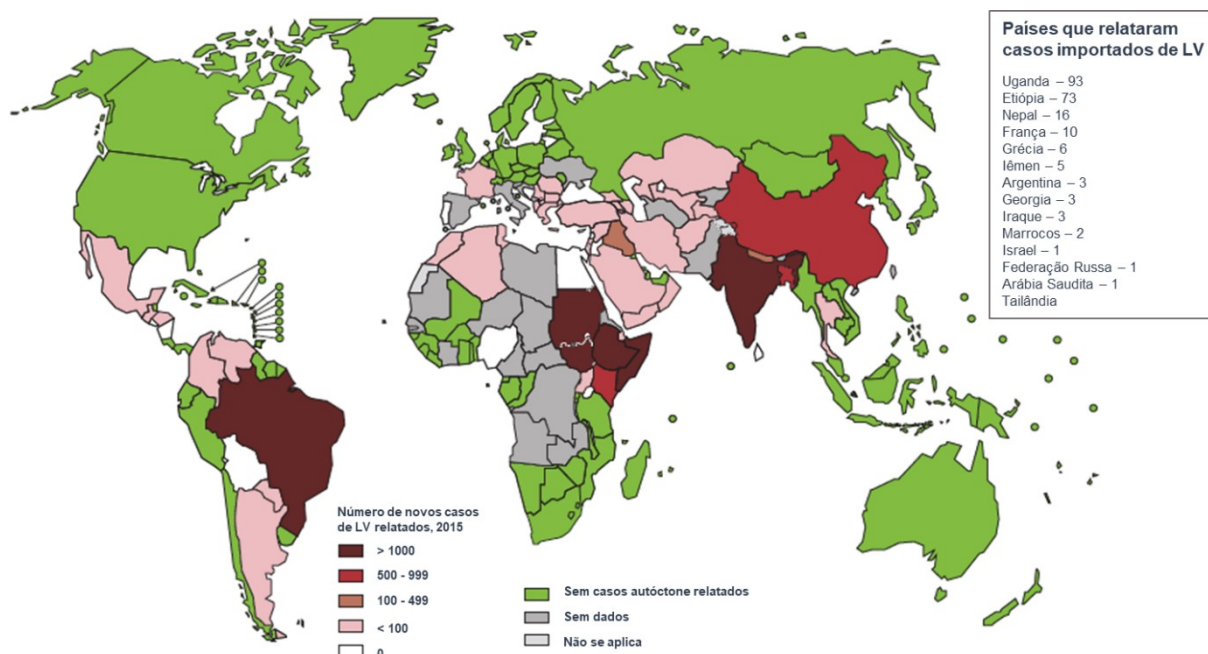 Países que relataram
casos importados de LV
Uganda – 93
Etiópia – 73
Nepal – 16
França – 10
Grécia – 6
Iêmen – 5
Argentina – 3
Georgia – 3
Iraque – 3
Marrocos – 2
Israel – 1
Federação Russa – 1
Arábia Saudita – 1
Tailândia
Número de novos casos
de LV relatados, 2015
> 1000
500 - 999
100 - 499
< 100
0
Sem casos autóctone relatados
Sem dados
Não se aplica